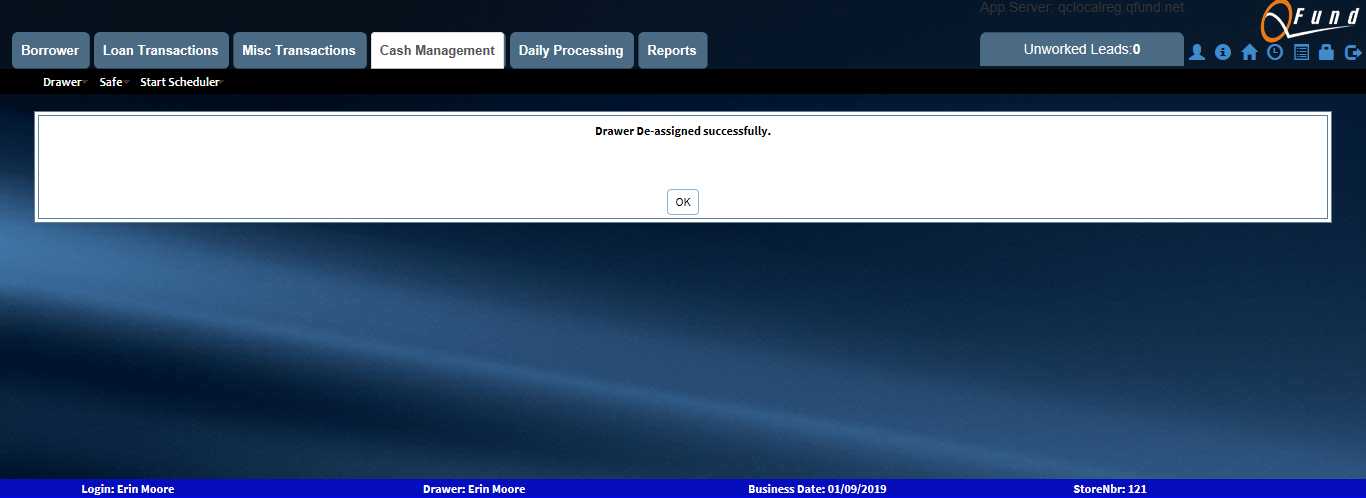 App Server: qclocalreg.qfund.net
QFund
Borrower Loan Transactions Misc Transactions Cash Management Daily Processing Reports Unworked Leads:0
Drawer Safe Start Scheduler
Drawer De-assigned successfully.
OK
Login: Erin Moore Drawer: Erin Moore Business Date: 01/09/2019 StoreNbr: 121